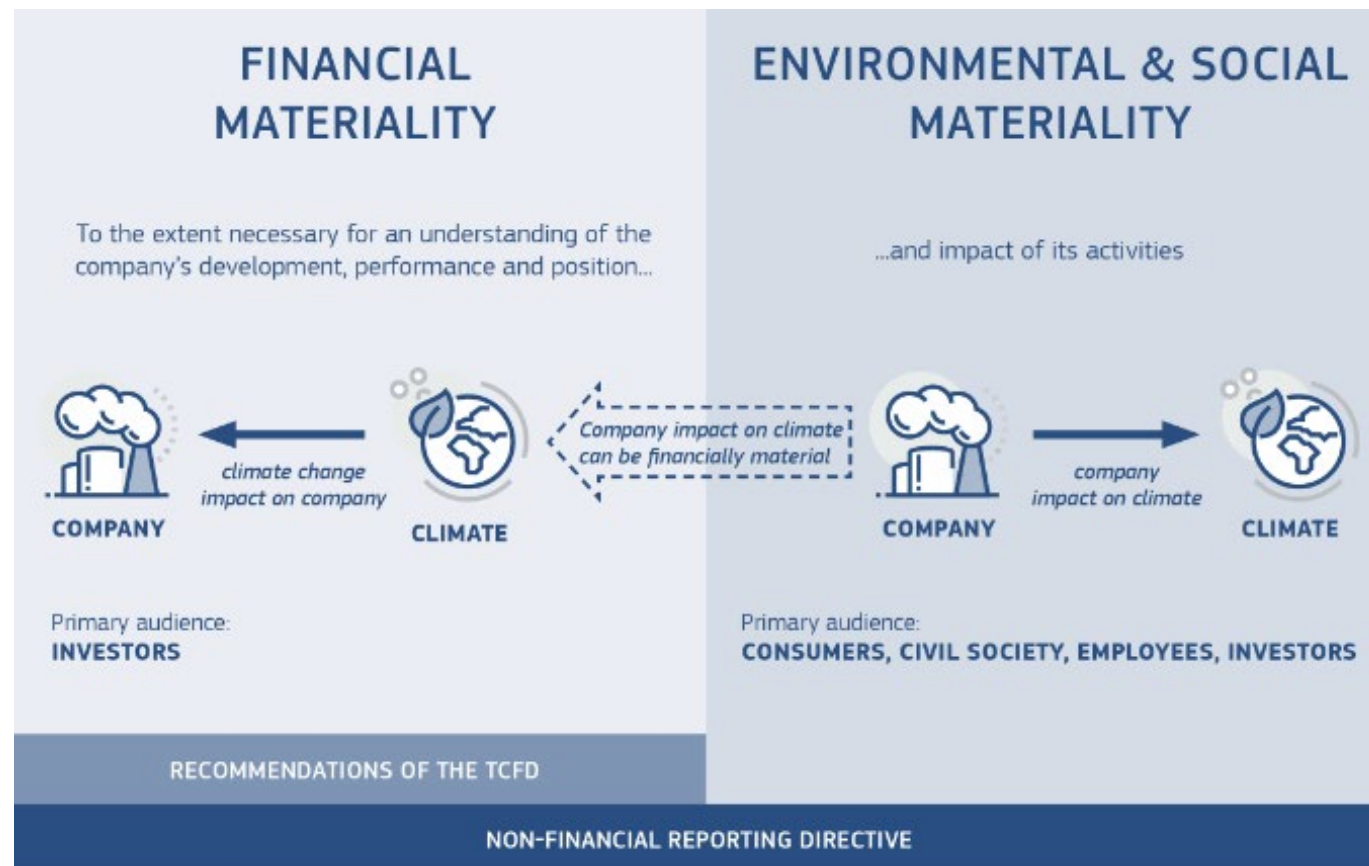 FINANCIAL
MATERIALITY
To the extent necessary for an understanding of the
company's development, performance and position...
climate change
impact on company
COMPANY
CLIMATE
Primary audience:
INVESTORS
RECOMMENDATIONS OF THE TCFD
Company impact on climate
can be financially material
ENVIRONMENTAL & SOCIAL
MATERIALITY
...and impact of its activities
company
impact on climate
COMPANY
CLIMATE
Primary audience:
CONSUMERS, CIVIL SOCIETY, EMPLOYEES, INVESTORS
NON-FINANCIAL REPORTING DIRECTIVE